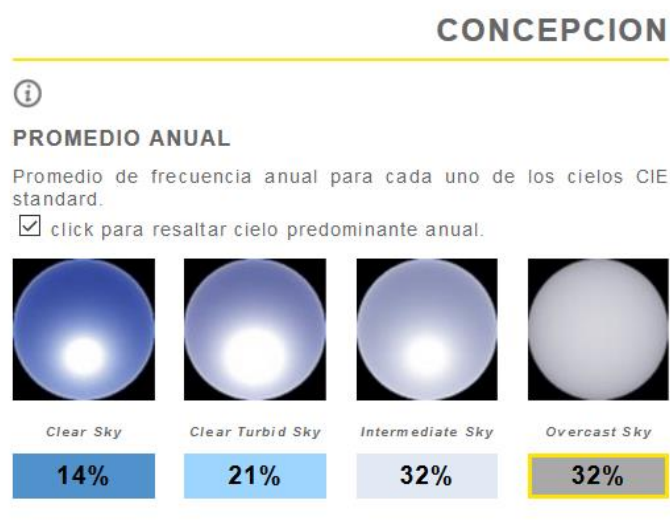 CONCEPCION
i
PROMEDIO ANUAL
Promedio de frecuencia anual para cada uno de los cielos CIE
standard.
click para resaltar cielo predominante anual.
Clear Sky Clear Turbid Sky Intermediate Sky Overcast Sky
14% 21% 32% 32%